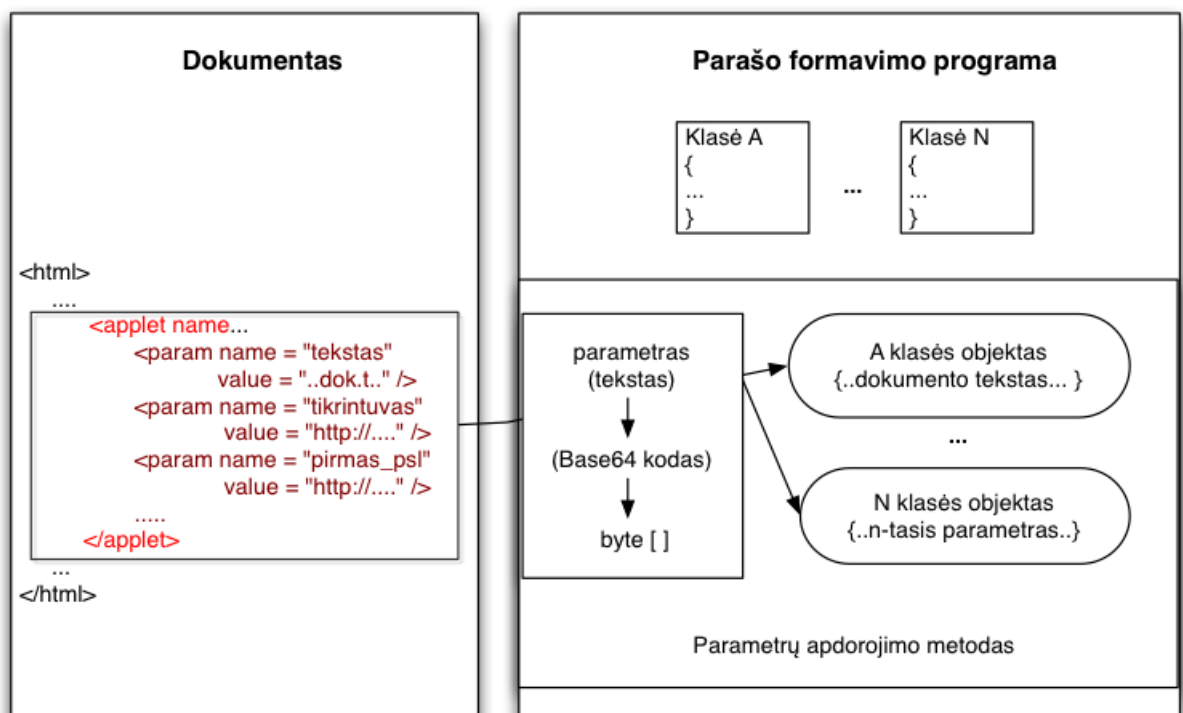 Dokumentas
<html>
....
<applet name...
<param name = "tekstas"
value = "..dok.t.." />
<param name = "tikrintuvas"
value = "http://...." />
<param name = "pirmas_psl"
value = "http://...." />
.....
</applet>
...
</html>
Parašo formavimo programa
Klasė A
{
...
}
...
Klasė N
{
...
}
parametras
(tekstas)
(Base64 kodas)
byte [ ]
A klasės objektas
{..dokumento tekstas... }
...
N klasės objektas
{..n-tasis parametras..}
Parametrų apdorojimo metodas